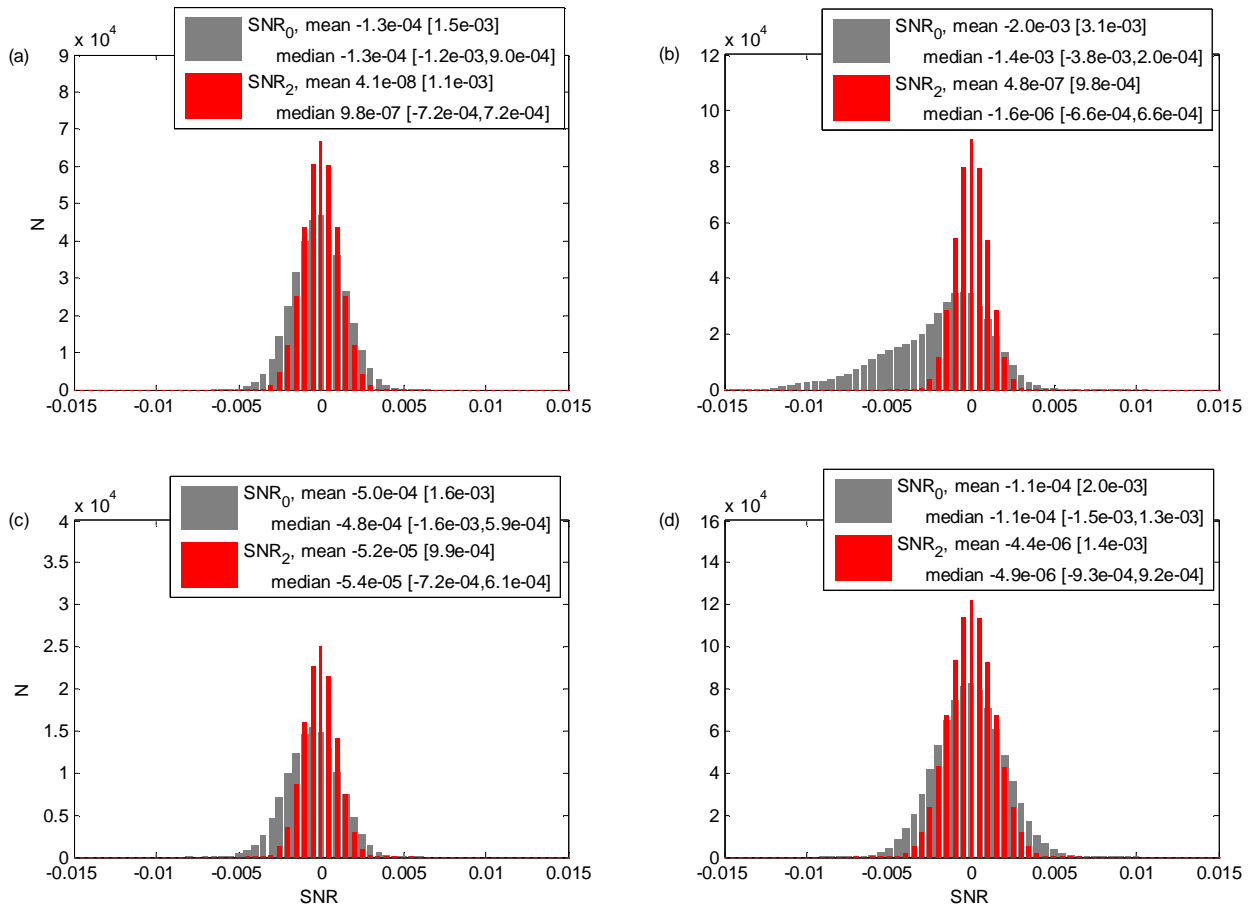 (a)
x 10^4
SNR_0, mean -1.3e-04 [1.5e-03]
median -1.3e-04 [-1.2e-03,9.0e-04]
SNR_2, mean 4.1e-08 [1.1e-03]
median 9.8e-07 [-7.2e-04,7.2e-04]
9
8
7
6
5
4
3
2
1
0
N
-0.015 -0.01 -0.005 0 0.005 0.01 0.015
(b)
x 10^4
SNR_0, mean -2.0e-03 [3.1e-03]
median -1.4e-03 [-3.8e-03,2.0e-04]
SNR_2, mean 4.8e-07 [9.8e-04]
median -1.6e-06 [-6.6e-04,6.6e-04]
12
10
8
6
4
2
0
-0.015 -0.01 -0.005 0 0.005 0.01 0.015
(c)
x 10^4
SNR_0, mean -5.0e-04 [1.6e-03]
median -4.8e-04 [-1.6e-03,5.9e-04]
SNR_2, mean -5.2e-05 [9.9e-04]
median -5.4e-05 [-7.2e-04,6.1e-04]
4
3.5
3
2.5
2
1.5
1
0.5
0
N
-0.015 -0.01 -0.005 0 0.005 0.01 0.015
SNR
(d)
x 10^4
SNR_0, mean -1.1e-04 [2.0e-03]
median -1.1e-04 [-1.5e-03,1.3e-03]
SNR_2, mean -4.4e-06 [1.4e-03]
median -4.9e-06 [-9.3e-04,9.2e-04]
16
14
12
10
8
6
4
2
0
-0.015 -0.01 -0.005 0 0.005 0.01 0.015
SNR